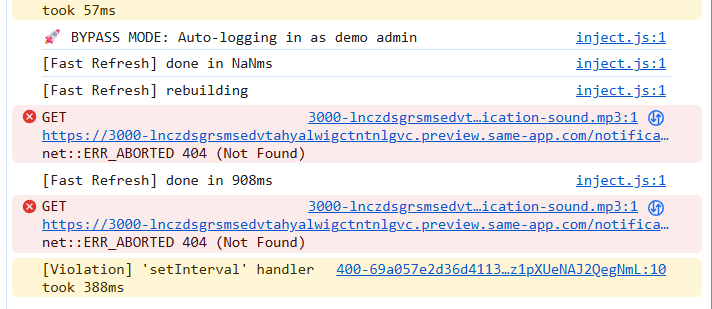 took 57ms
🚀 BYPASS MODE: Auto-logging in as demo admin inject.js:1
[Fast Refresh] done in NaNms inject.js:1
[Fast Refresh] rebuilding inject.js:1
GET 3000-lnczdsgrsmsedvt…ication-sound.mp3:1
https://3000-lnczdsgrsmsedvtahyalwigctntnlgvc.preview.same-app.com/notifica…
net::ERR_ABORTED 404 (Not Found)
[Fast Refresh] done in 908ms inject.js:1
GET 3000-lnczdsgrsmsedvt…ication-sound.mp3:1
https://3000-lnczdsgrsmsedvtahyalwigctntnlgvc.preview.same-app.com/notifica…
net::ERR_ABORTED 404 (Not Found)
[Violation] 'setInterval' handler 400-69a057e2d36d4113…z1pXUeNAJ2QegNmL:10
took 388ms